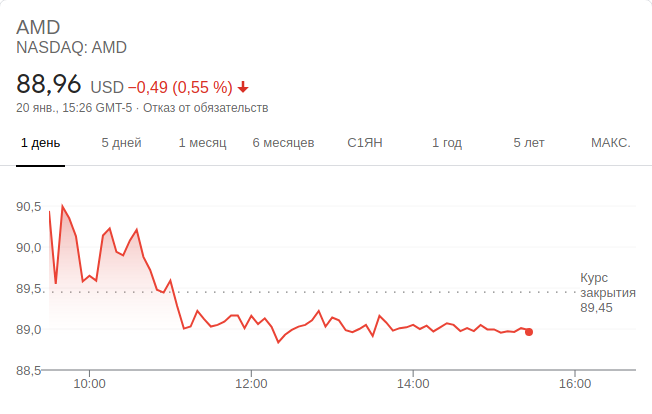 AMD
NASDAQ: AMD
88,96 USD −0,49 (0,55 %)
20 янв., 15:26 GMT-5 · Отказ от обязательств
1 день 5 дней 1 месяц 6 месяцев С1ЯН 1 год 5 лет МАКС.
90,5
90,0
89,5
89,0
88,5
Курс
закрытия
89,45
10:00 12:00 14:00 16:00